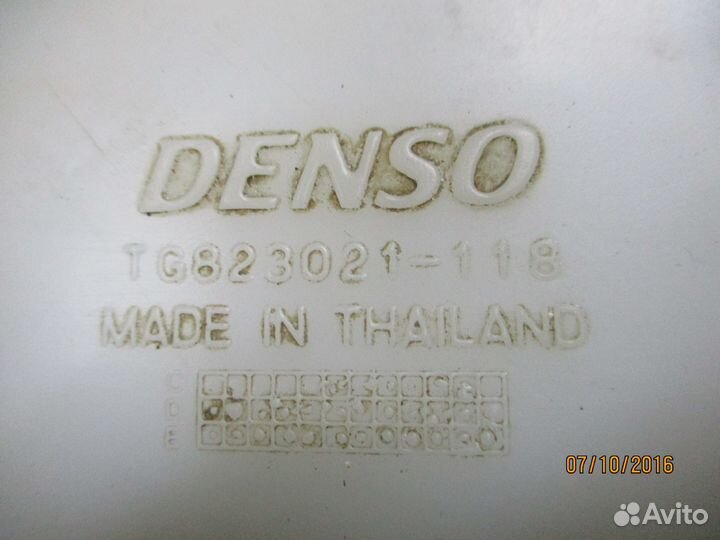 DENSO
TG823021-118
MADE IN THAILAND
C
D
E
07/10/2016
Avito